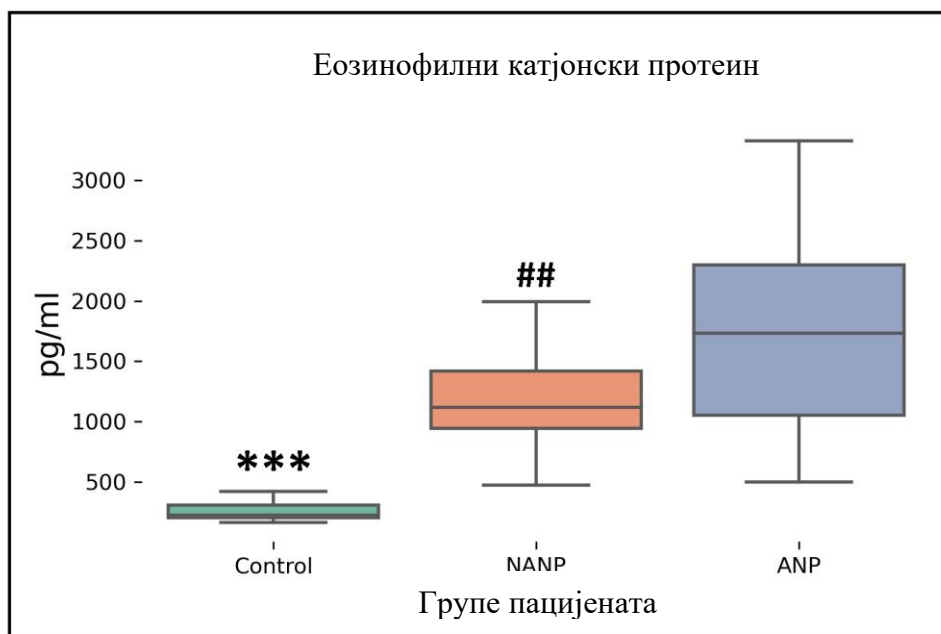 Еозинофилни катјонски протеин
pg/ml
3000
2500
2000
1500
1000
500
***
##
Control
NANP
ANP
Групе пацијената